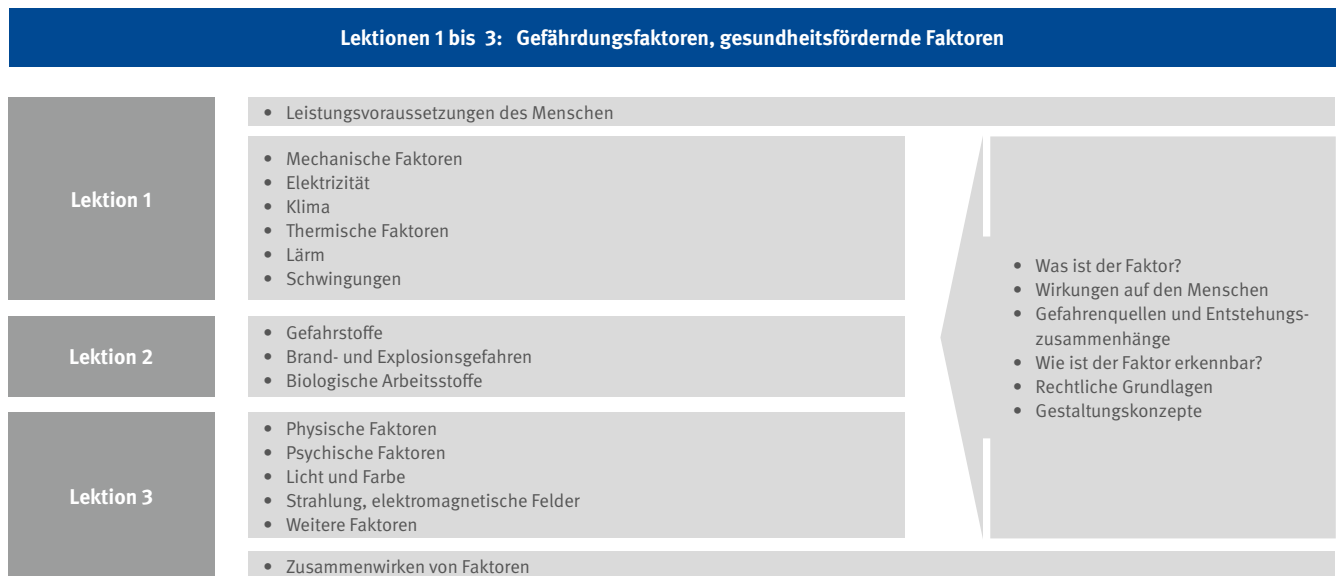 Lektionen 1 bis 3: Gefährdungsfaktoren, gesundheitsfördernde Faktoren
Lektion 1
• Leistungsvoraussetzungen des Menschen
• Mechanische Faktoren
• Elektrizität
• Klima
• Thermische Faktoren
• Lärm
• Schwingungen
Lektion 2
• Gefahrstoffe
• Brand- und Explosionsgefahren
• Biologische Arbeitsstoffe
Lektion 3
• Physische Faktoren
• Psychische Faktoren
• Licht und Farbe
• Strahlung, elektromagnetische Felder
• Weitere Faktoren
• Zusammenwirken von Faktoren
• Was ist der Faktor?
• Wirkungen auf den Menschen
• Gefahrenquellen und Entstehungs-
zusammenhänge
• Wie ist der Faktor erkennbar?
• Rechtliche Grundlagen
• Gestaltungskonzepte